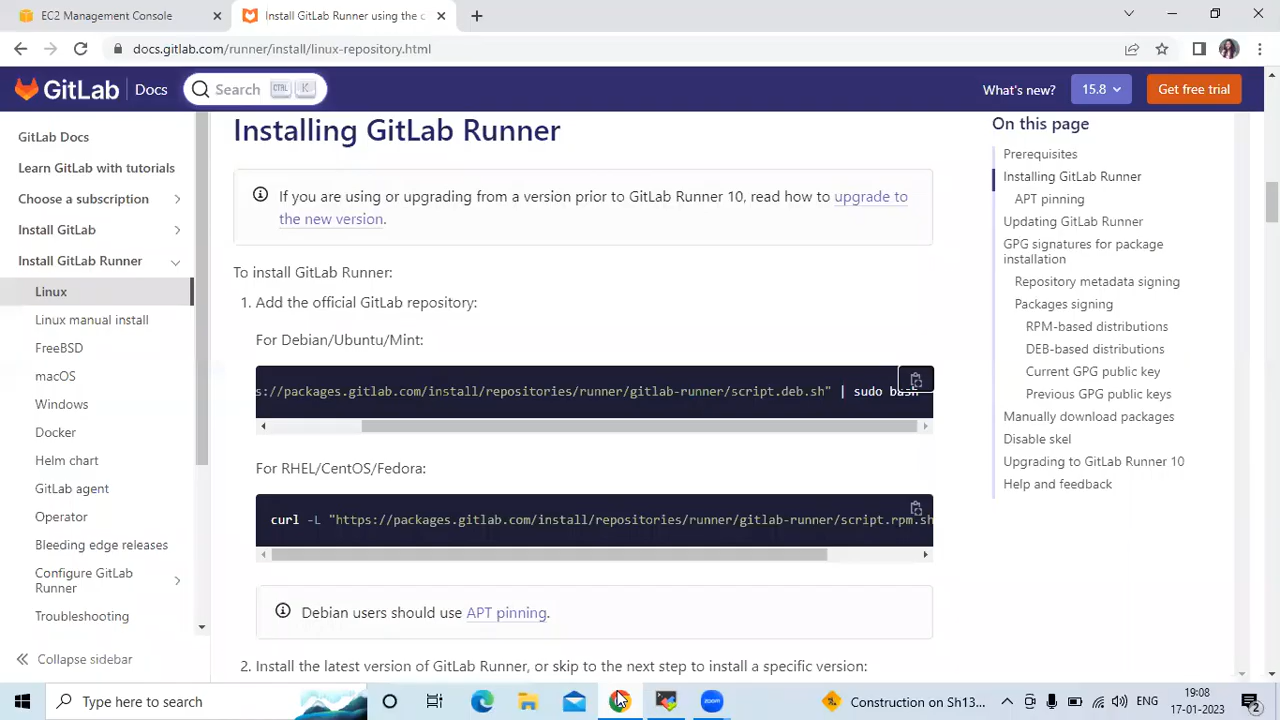 EC2 Management Console
Install GitLab Runner using the o
docs.gitlab.com/runner/install/linux-repository.html
GitLab Docs
Search CTRL K
What's new?
15.8
Get free trial
GitLab Docs
Learn GitLab with tutorials
Choose a subscription
Install GitLab
Install GitLab Runner
Linux
Linux manual install
FreeBSD
macOS
Windows
Docker
Helm chart
GitLab agent
Operator
Bleeding edge releases
Configure GitLab
Runner
Troubleshooting
Collapse sidebar
Installing GitLab Runner
If you are using or upgrading from a version prior to GitLab Runner 10, read how to upgrade to
the new version.
To install GitLab Runner:
1. Add the official GitLab repository:
For Debian/Ubuntu/Mint:
s://packages.gitlab.com/install/repositories/runner/gitlab-runner/script.deb.sh" | sudo bash
For RHEL/CentOS/Fedora:
curl -L "https://packages.gitlab.com/install/repositories/runner/gitlab-runner/script.rpm.sh
Debian users should use APT pinning.
2. Install the latest version of GitLab Runner, or skip to the next step to install a specific version:
On this page
Prerequisites
Installing GitLab Runner
APT pinning
Updating GitLab Runner
GPG signatures for package
installation
Repository metadata signing
Packages signing
RPM-based distributions
DEB-based distributions
Current GPG public key
Previous GPG public keys
Manually download packages
Disable skel
Upgrading to GitLab Runner 10
Help and feedback
Type here to search
zoom
Construction on Sh13...
ENG
19:08
17-01-2023
2